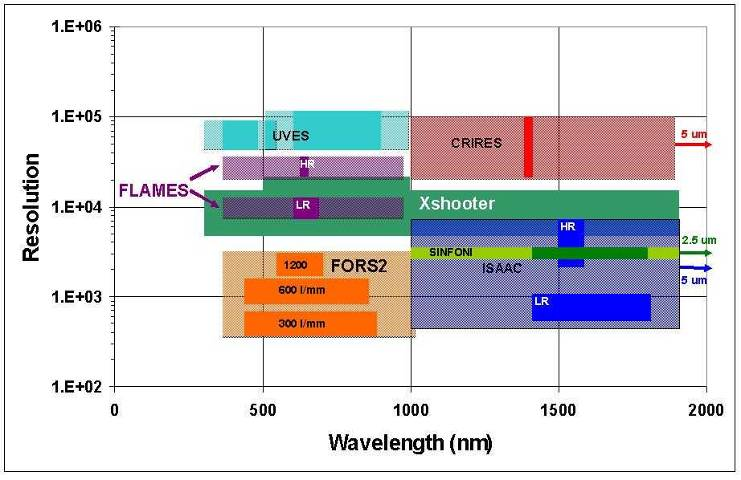 1.E+06
1.E+05
1.E+04
1.E+03
1.E+02
Resolution
UVES
CRIRES
5 um
HR
FLAMES
LR
Xshooter
HR
2.5 um
SINFONI
ISAAC
5 um
1200
FORS2
600 l/mm
LR
300 l/mm
0
500
1000
1500
2000
Wavelength (nm)